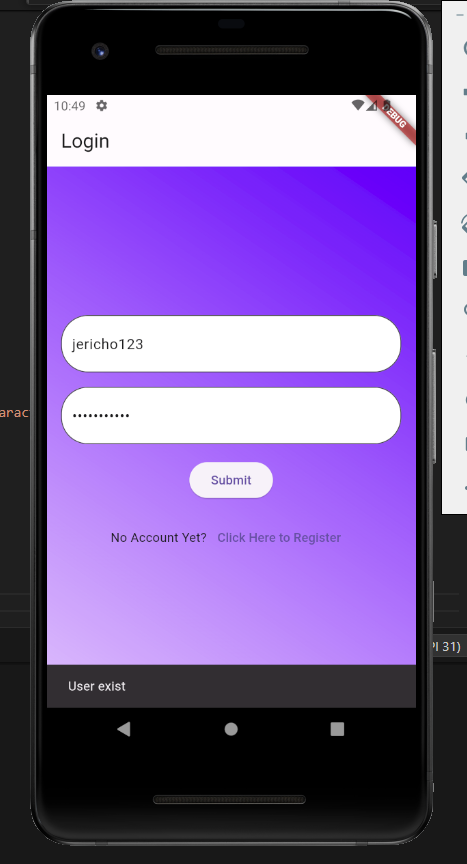 10:49
DEBUG
Login
jericho123
Submit
No Account Yet? Click Here to Register
User exist
arac
PI 31)